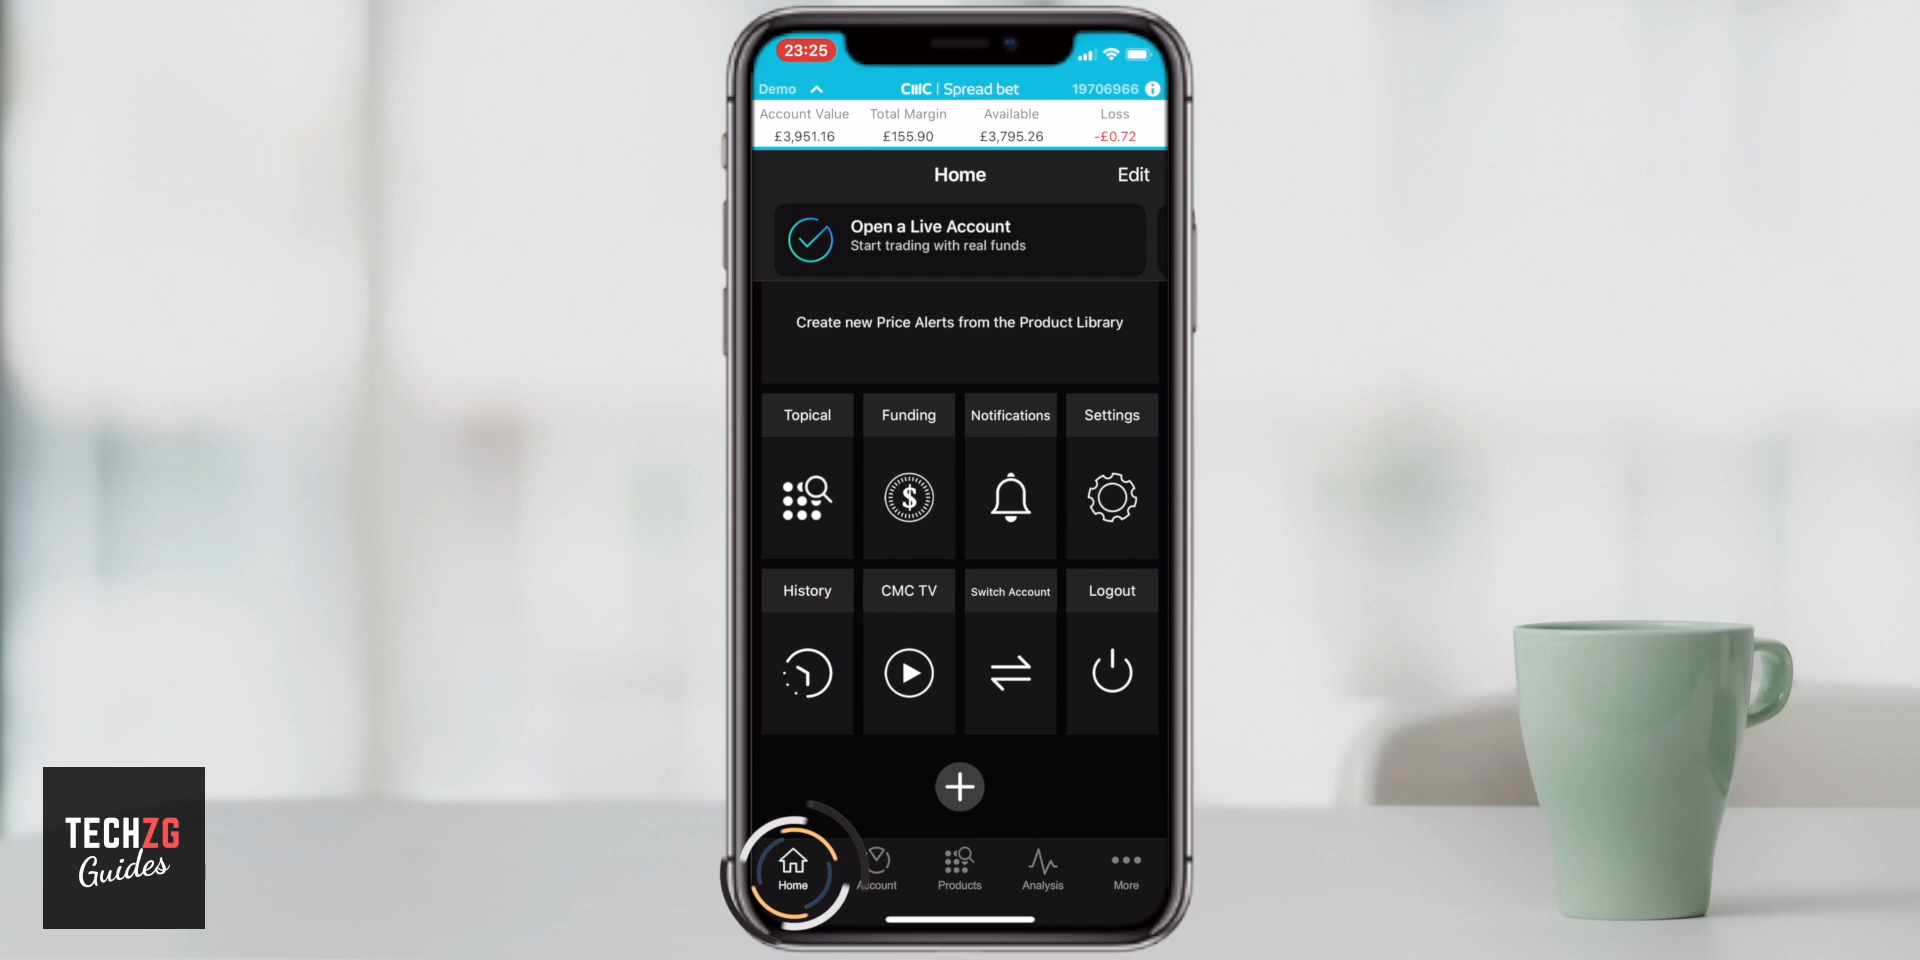 23:25
Demo CMC | Spread bet 19706966
Account Value Total Margin Available Loss
£3,951.16 £155.90 £3,795.26 -£0.72
Home Edit
Open a Live Account
Start trading with real funds
Create new Price Alerts from the Product Library
Topical Funding Notifications Settings
$
History CMC TV Switch Account Logout
Home Account Products Analysis More
TECHZG
Guides